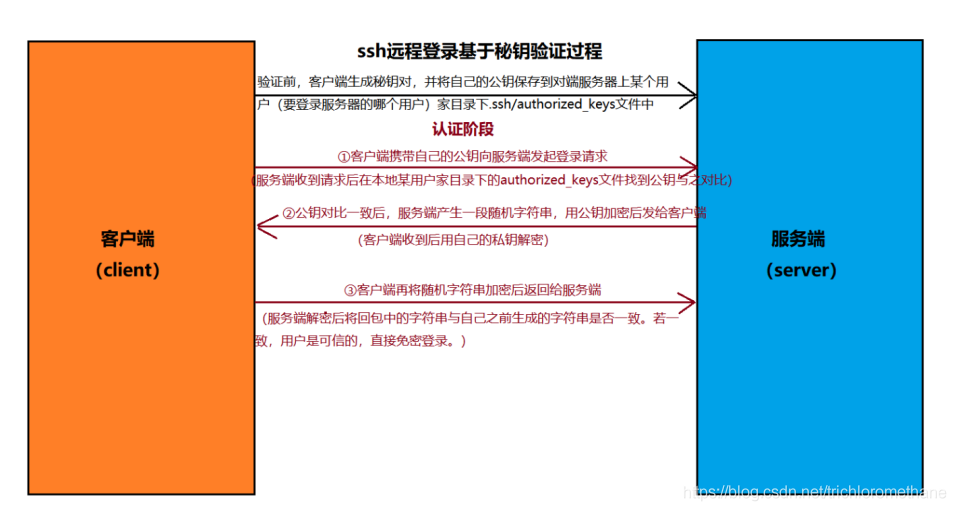 ssh远程登录基于秘钥验证过程
验证前，客户端生成秘钥对，并将自己的公钥保存到对端服务器上某个用
户（要登录服务器的哪个用户）家目录下.ssh/authorized_keys文件中
认证阶段
①客户端携带自己的公钥向服务端发起登录请求
(服务端收到请求后在本地某用户家目录下的authorized_keys文件找到公钥与之对比)
②公钥对比一致后，服务端产生一段随机字符串，用公钥加密后发给客户端
（客户端收到后用自己的私钥解密）
客户端
（client）
服务端
（server）
③客户端再将随机字符串加密后返回给服务端
（服务端解密后将回包中的字符串与自己之前生成的字符串是否一致。若一
致，用户是可信的，直接免密登录。）
https://blog.csdn.net/trichloromethane